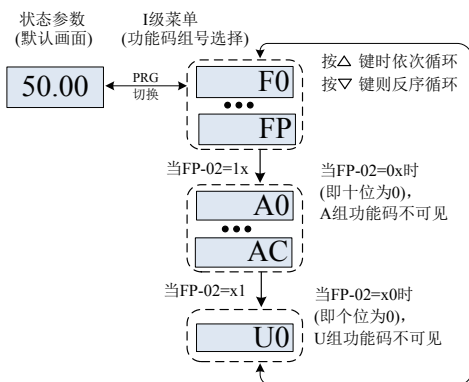 状态参数
(默认画面)
I级菜单
(功能码组号选择)
50.00
PRG
切换
F0
•••
FP
按△ 键时依次循环
按▽ 键则反序循环
当FP-02=1x
当FP-02=0x时
(即十位为0)，
A组功能码不可见
A0
•••
AC
当FP-02=x1
当FP-02=x0时
(即个位为0)，
U组功能码不可见
U0